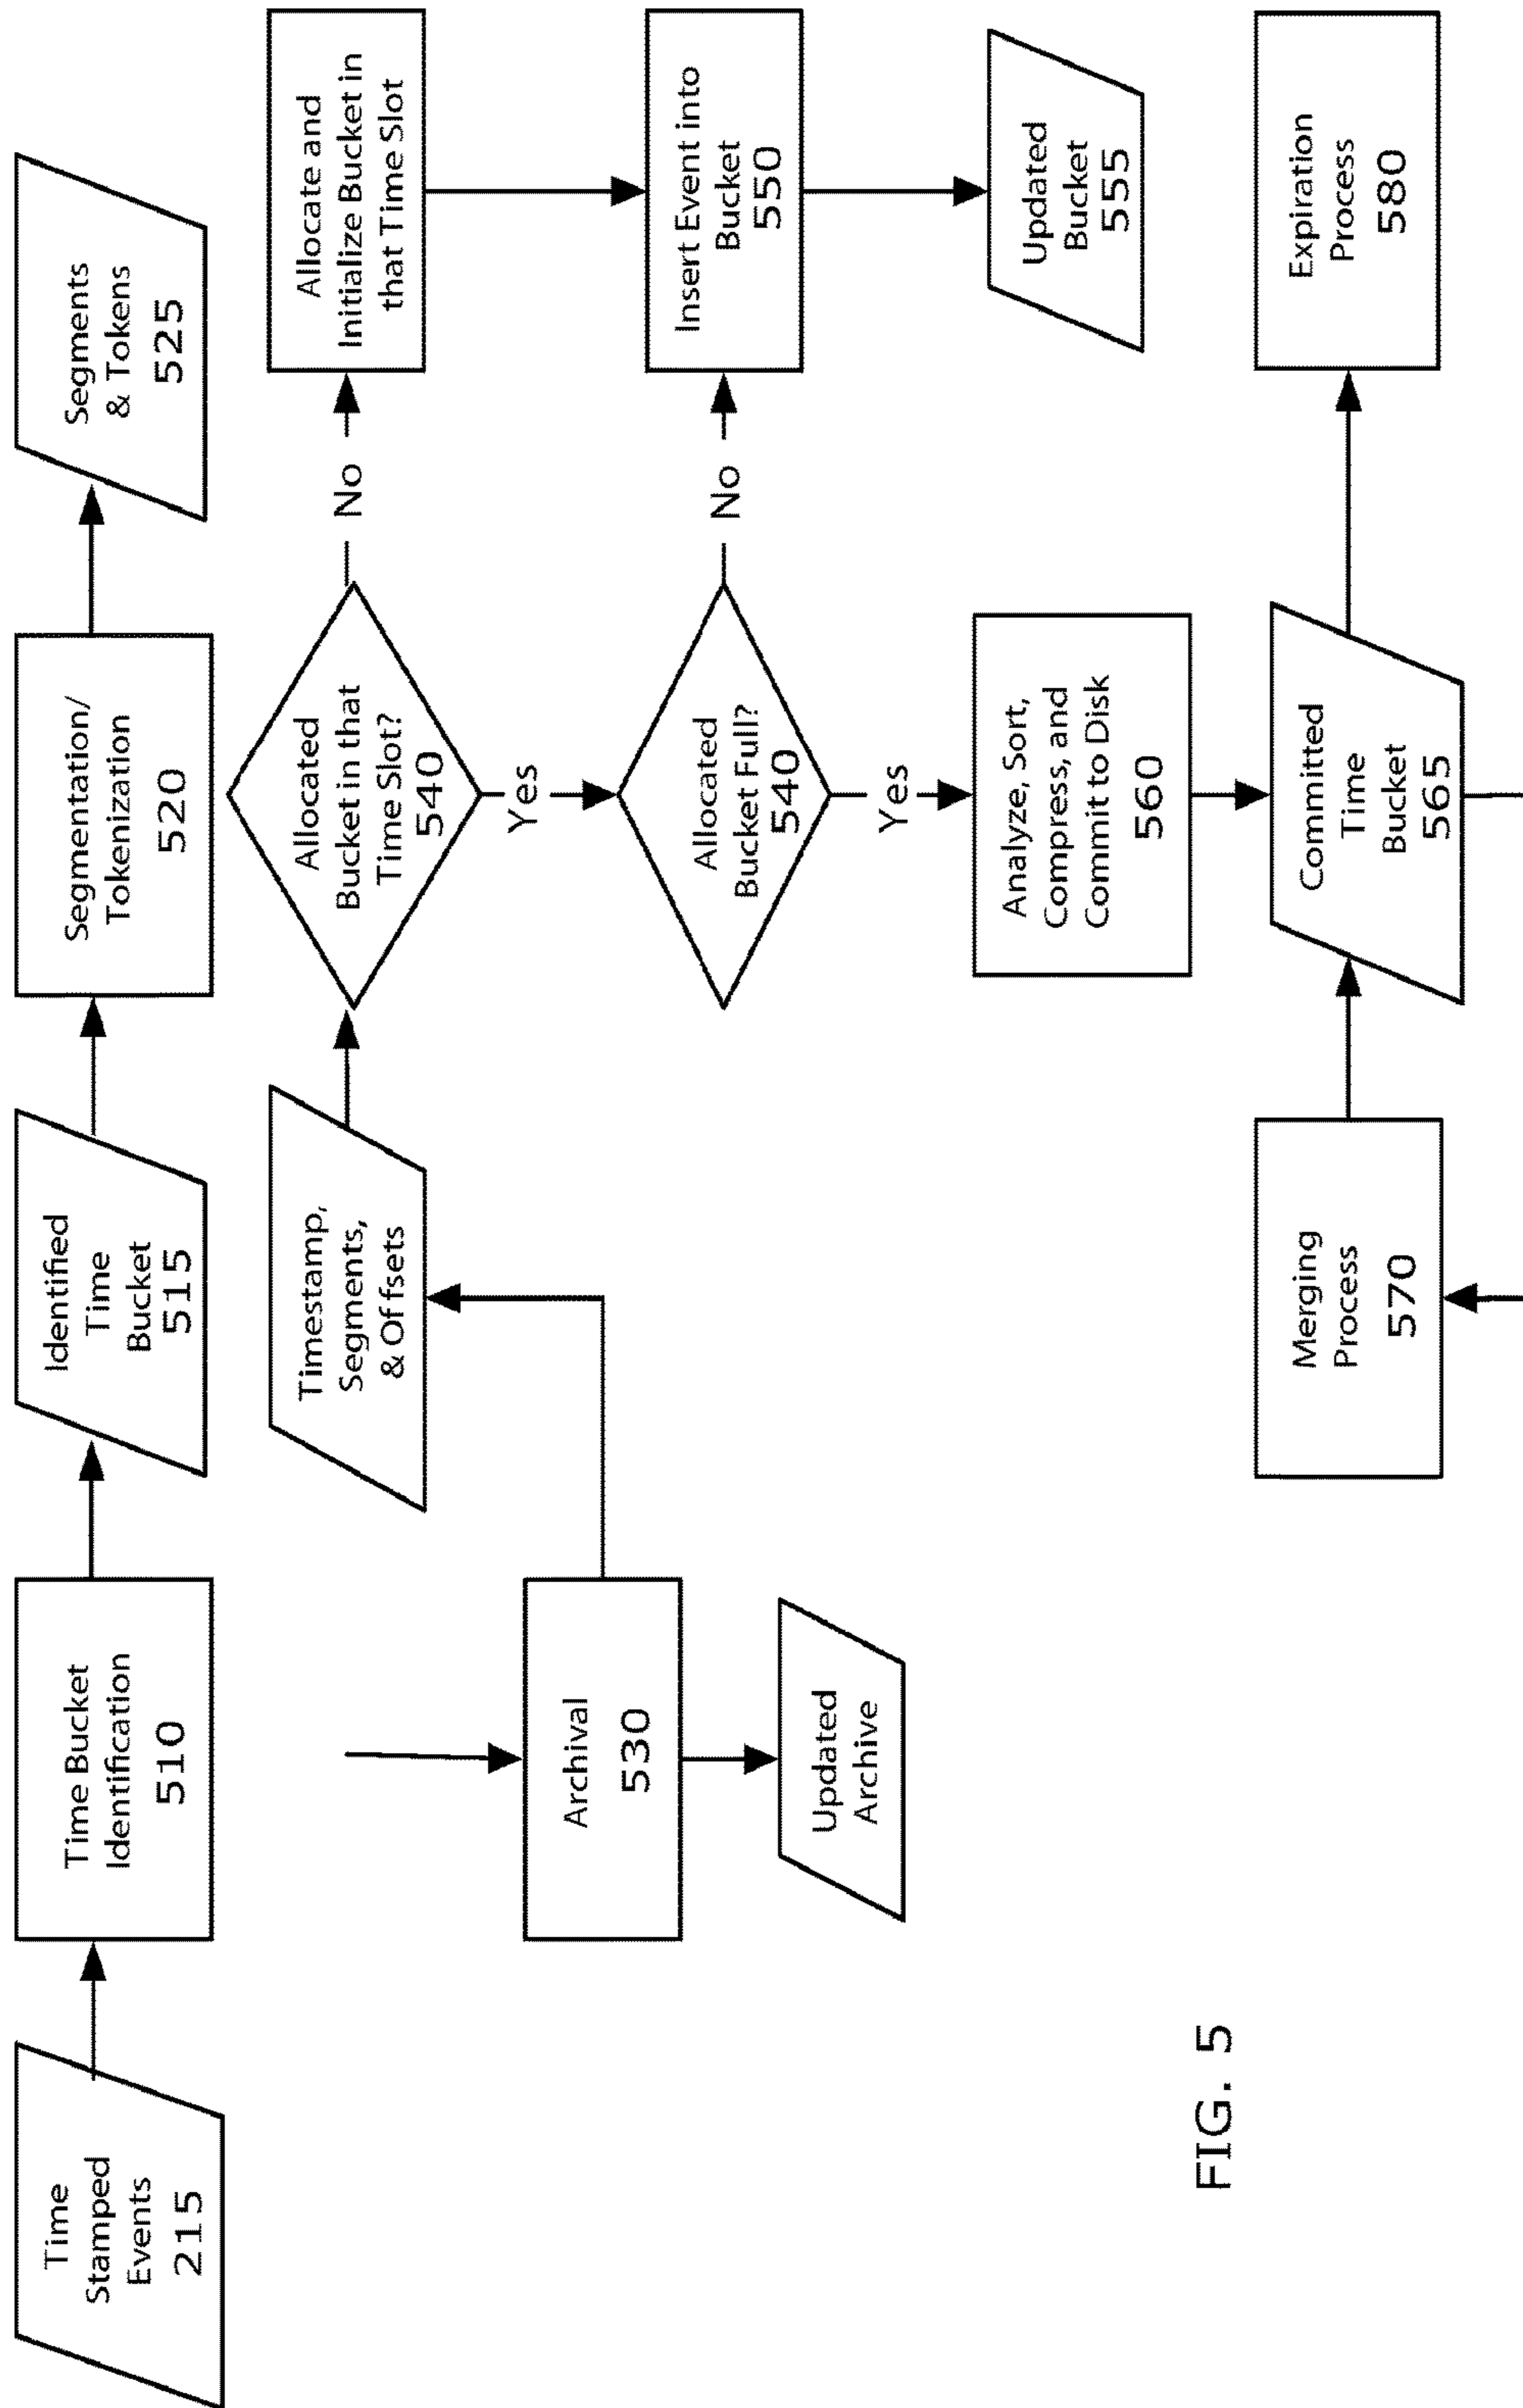 Time
Stamped
Events
215
Time Bucket
Identification
510
Identified
Time
Bucket
515
Segmentation/
Tokenization
520
Segments
& Tokens
525
Archival
530
Updated
Archive
Timestamp,
Segments,
& Of fsets
Allocated
Bucket in that
Time Slot?
540
No
Allocate and
Initialize Bucket in
that Time Slot
Yes
Allocated
Bucket Full?
540
No
Insert Event into
Bucket
550
Updated
Bucket
555
Yes
Analyze, Sort,
Compress, and
Commit to Disk
560
Merging
Process
570
Committed
Time
Bucket
565
Expiration
Process
580
FIG. 5